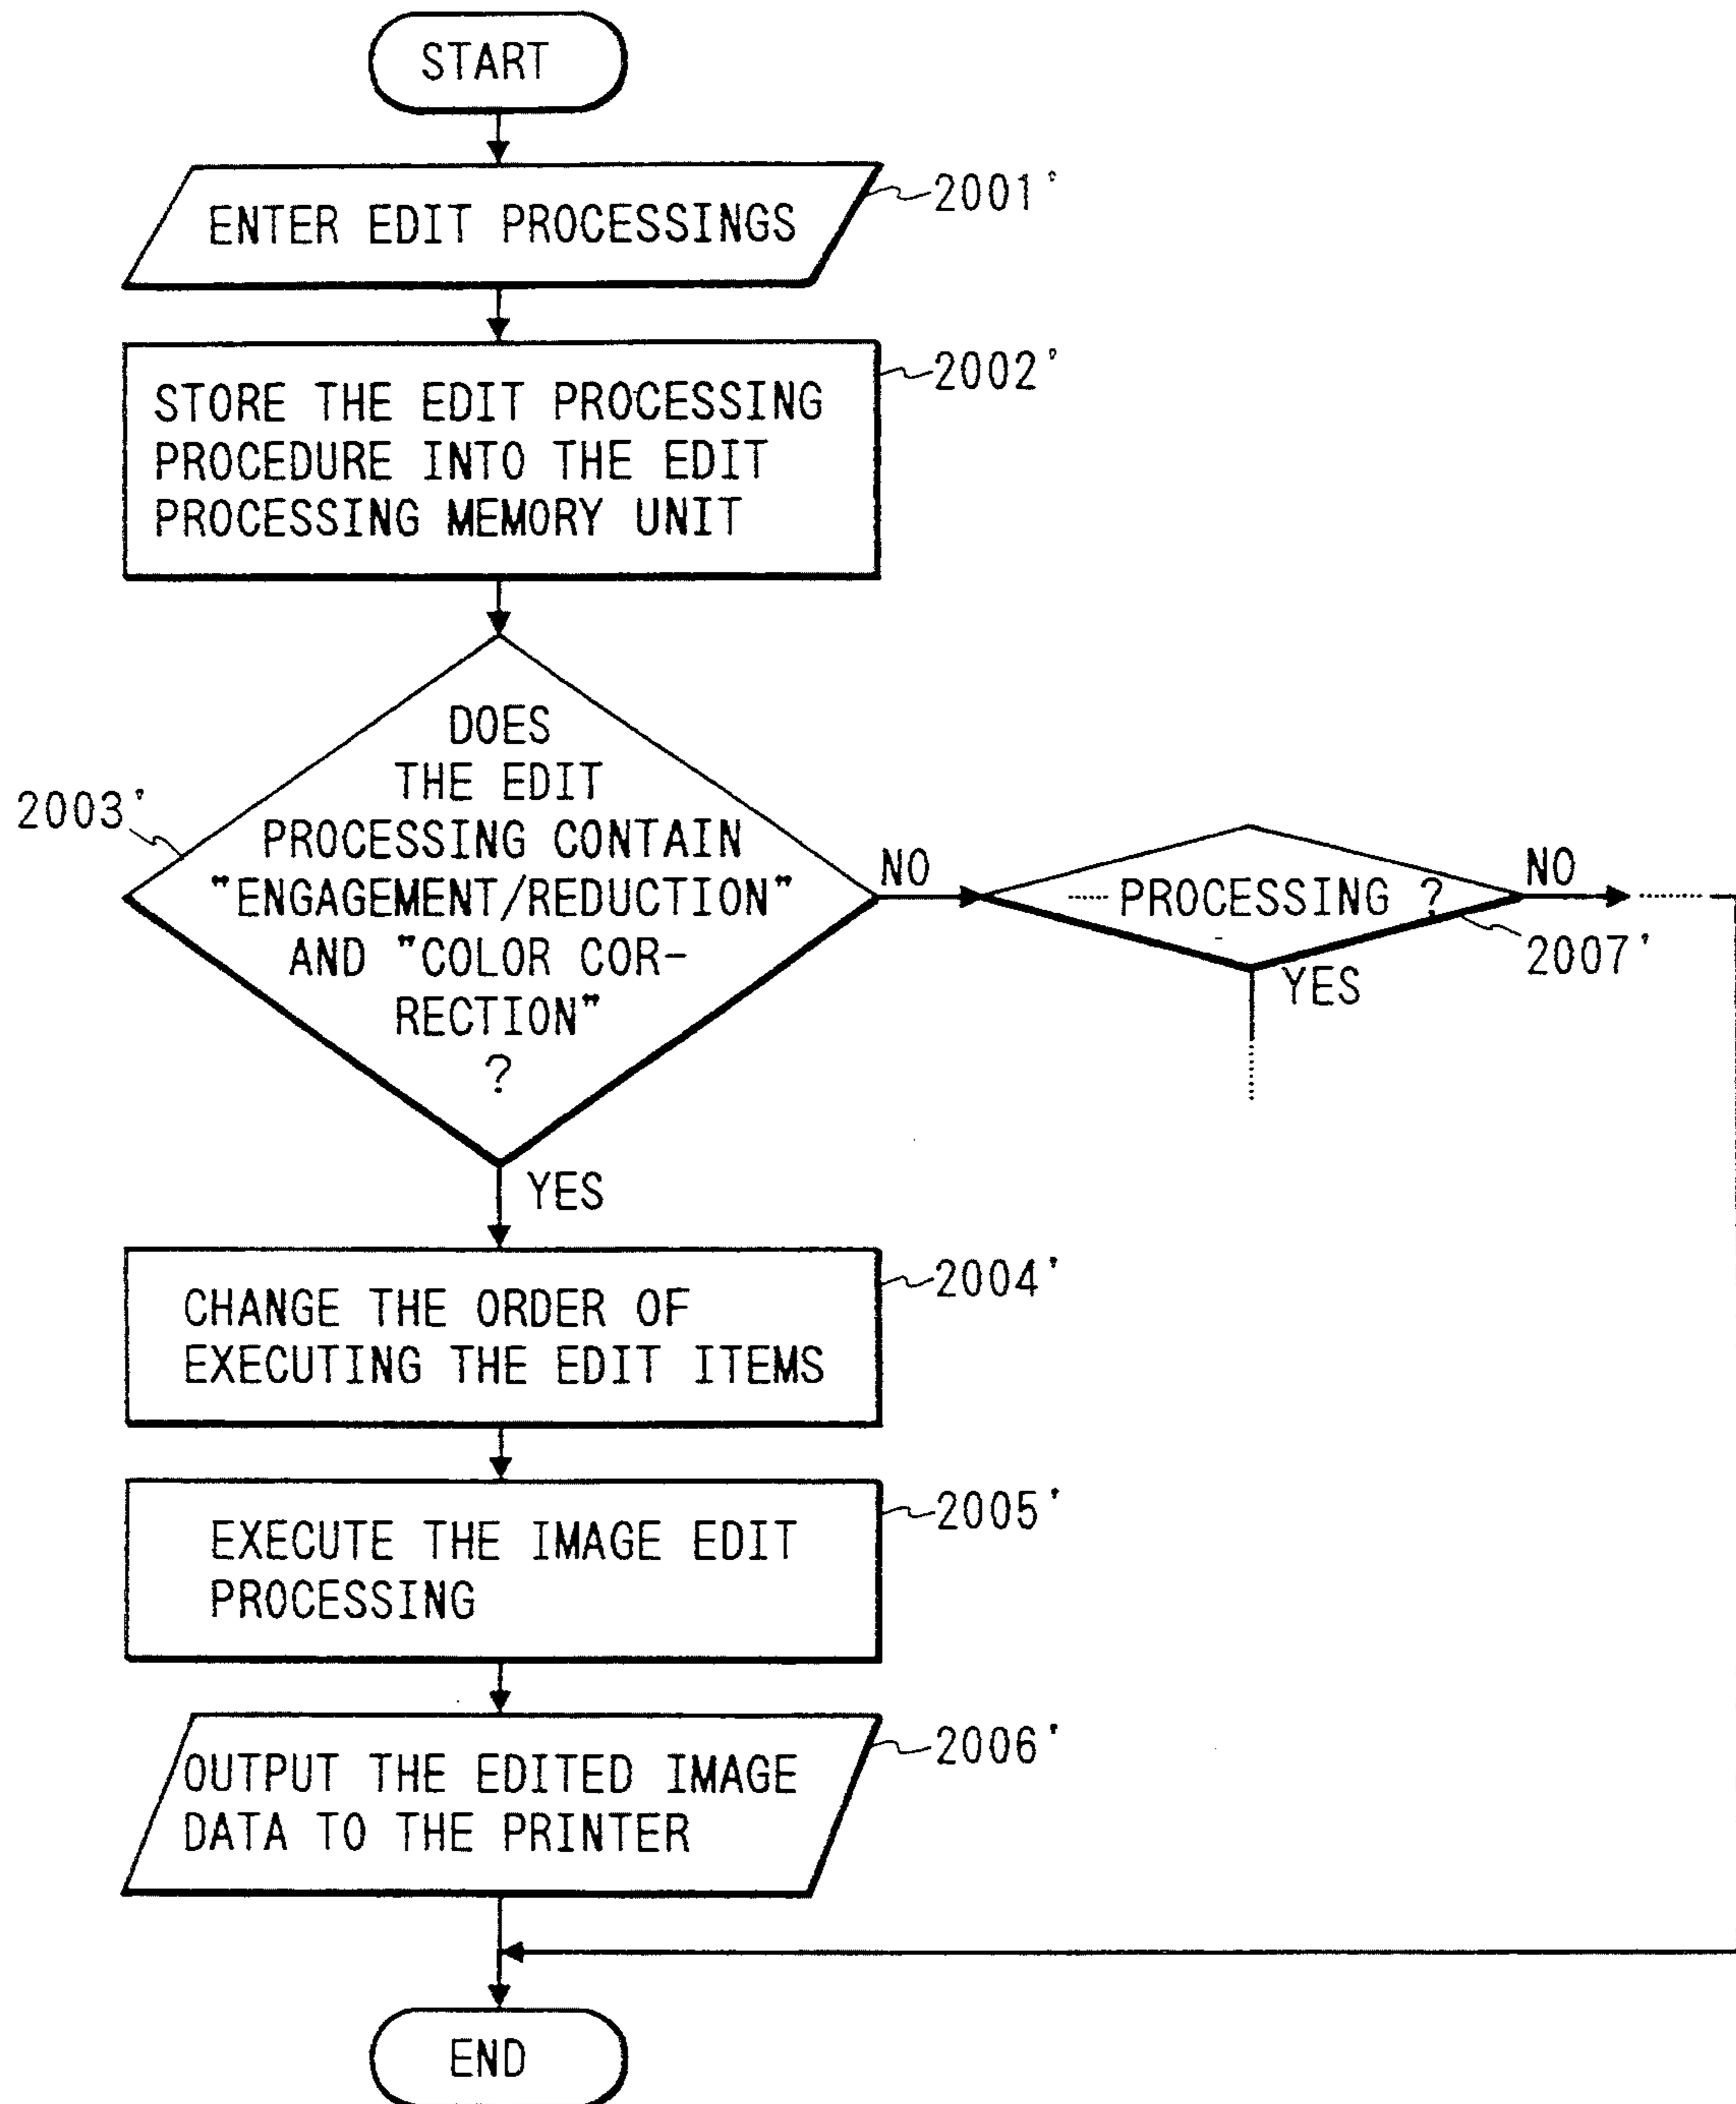 START
ENTER EDIT PROCESSINGS
2001'
STORE THE EDIT PROCESSING
PROCEDURE INTO THE EDIT
PROCESSING MEMORY UNIT
2002'
DOES
THE EDIT
PROCESSING CONTAIN
"ENGAGEMENT/REDUCTION"
AND "COLOR COR-
RECTION"
?
2003'
NO
PROCESSING ?
NO
2007'
YES
YES
CHANGE THE ORDER OF
EXECUTING THE EDIT ITEMS
2004'
EXECUTE THE IMAGE EDIT
PROCESSING
2005'
OUTPUT THE EDITED IMAGE
DATA TO THE PRINTER
2006'
END